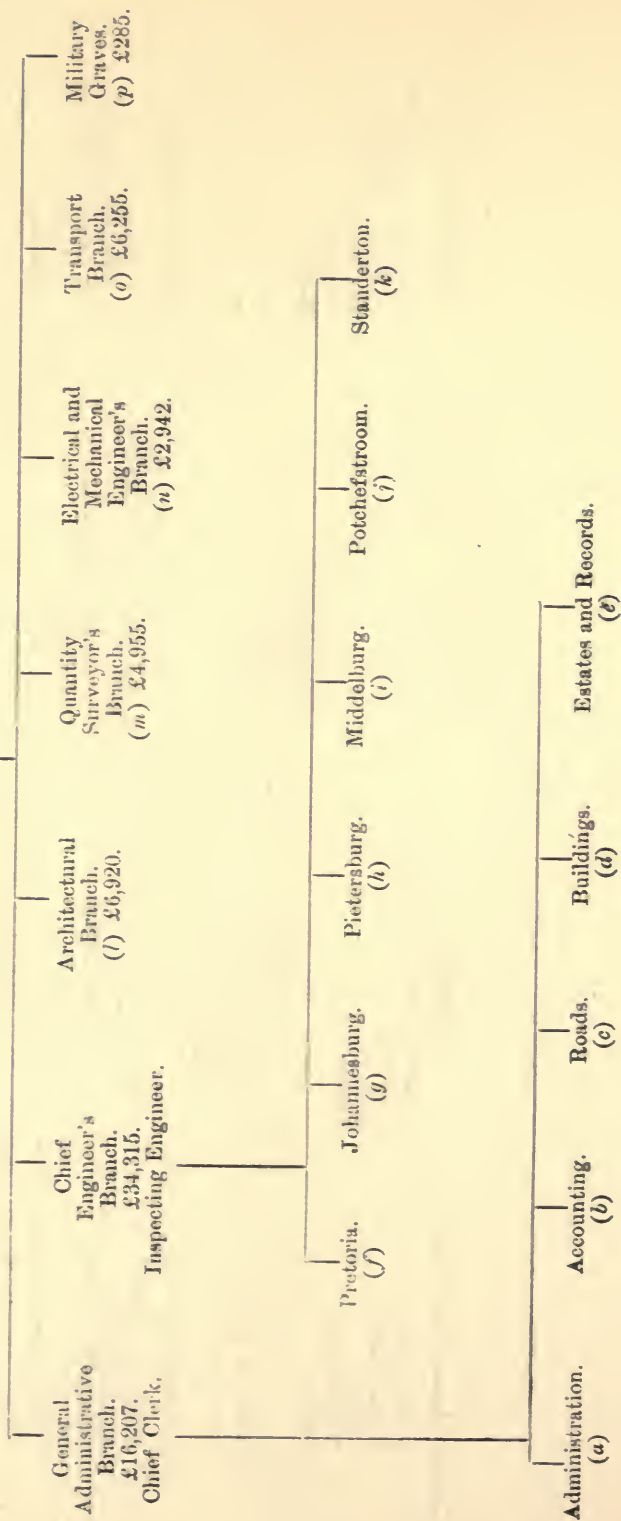 General
Administrative
Branch.
£16,207.
Chief Clerk.
Chief
Engineer's
Branch.
£34,315.
Inspecting Engineer.
Architectural
Branch.
(l) £6,920.
Quantity
Surveyor's
Branch.
(m) £4,955.
Electrical and
Mechanical
Engineer's
Branch.
(n) £2,942.
Transport
Branch.
(o) £6,255.
Military
Graves.
(p) £285.
Pretoria.
(f)
Johannesburg.
(g)
Pietersburg.
(h)
Middelburg.
(i)
Potchefstroom.
(j)
Standerton.
(k)
Administration.
(a)
Accounting.
(b)
Roads.
(c)
Buildings.
(d)
Estates and Records.
(e)